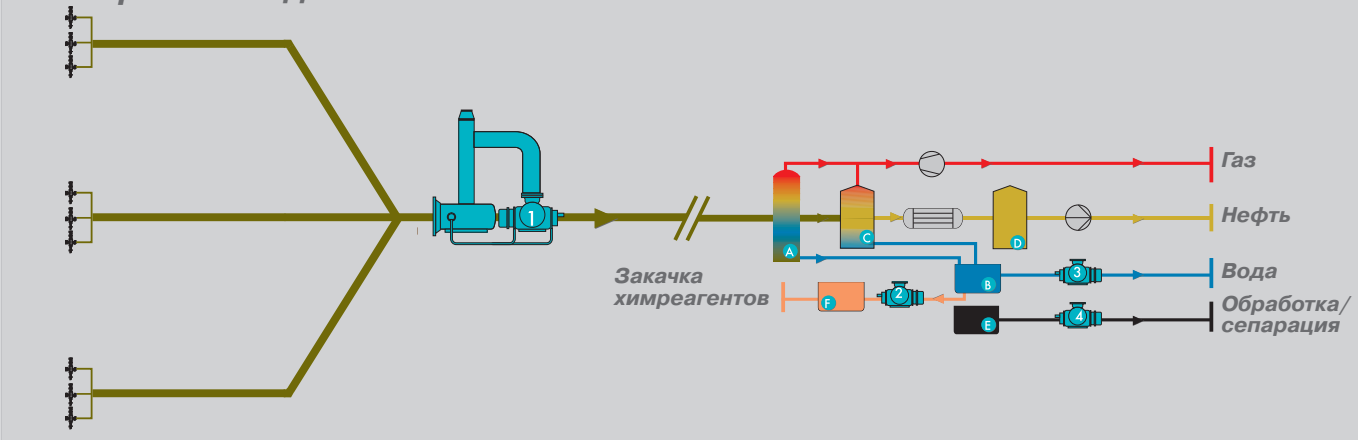 1
Газ
Нефть
Вода
Обработка/
сепарация
Закачка
химреагентов
A
C
D
B
3
2
F
E
4